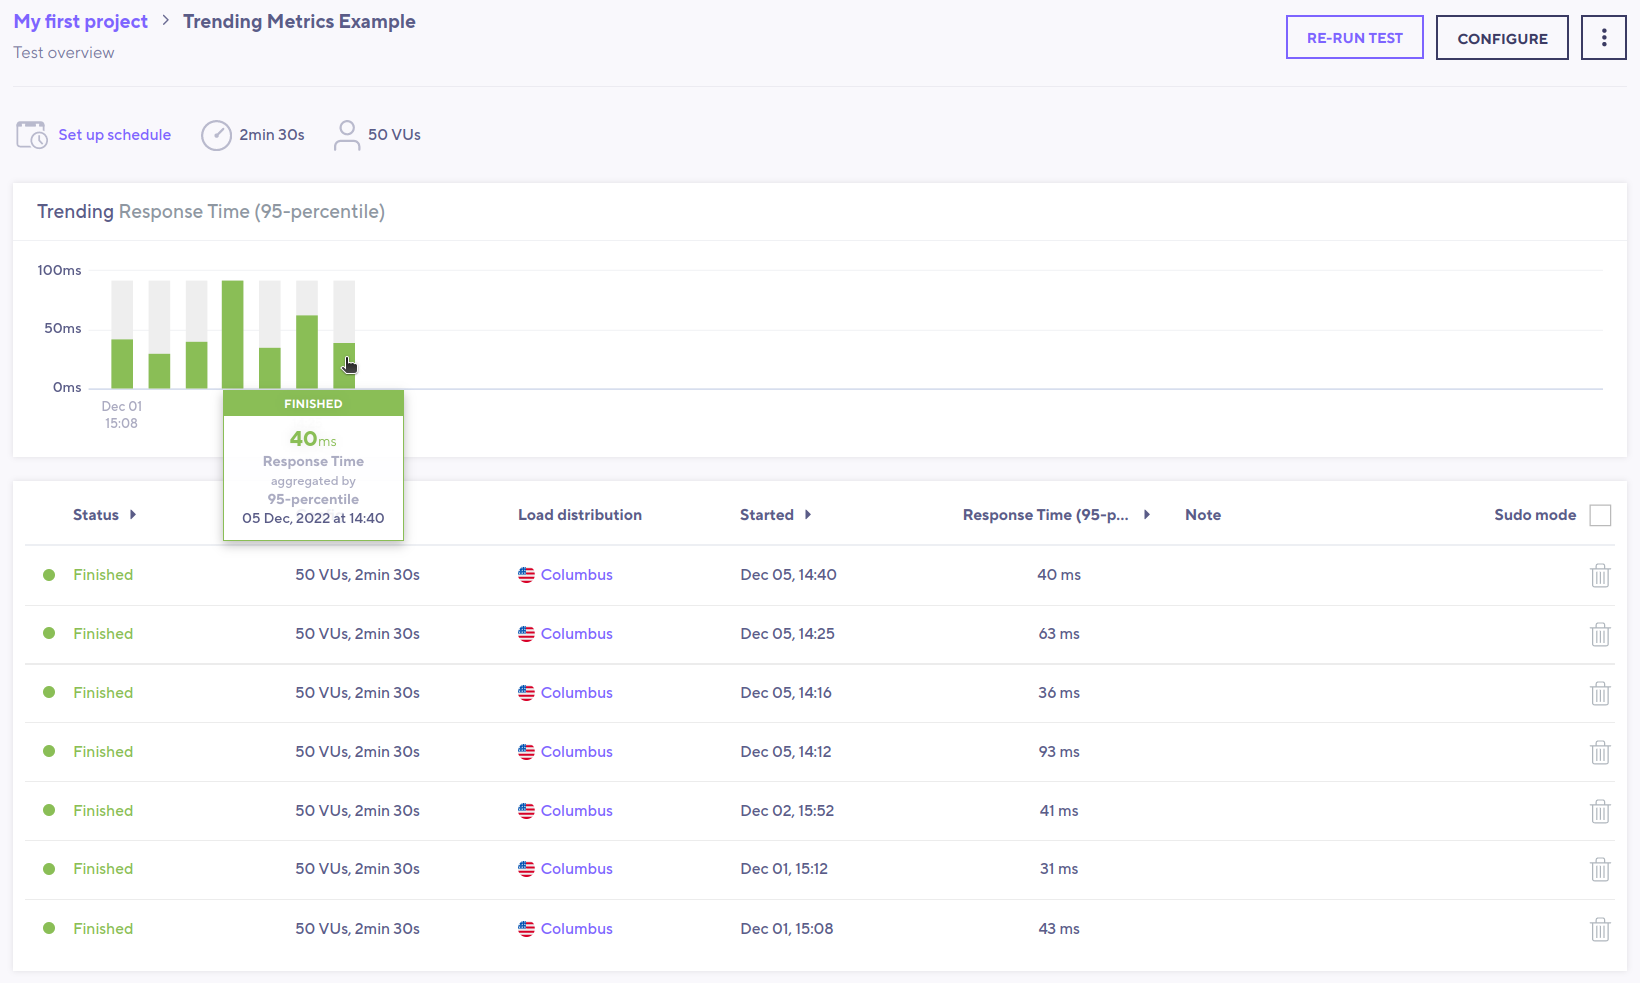 My first project > Trending Metrics Example
Test overview
RE-RUN TEST
CONFIGURE
Set up schedule
2min 30s
50 VUs
Trending Response Time (95-percentile)
100ms
50ms
0ms
Dec 01
15:08
FINISHED
40ms
Response Time
aggregated by
95-percentile
05 Dec, 2022 at 14:40
Status Load distribution Started Response Time (95-p... Note Sudo mode
Finished 50 VUs, 2min 30s Columbus Dec 05, 14:40 40 ms
Finished 50 VUs, 2min 30s Columbus Dec 05, 14:25 63 ms
Finished 50 VUs, 2min 30s Columbus Dec 05, 14:16 36 ms
Finished 50 VUs, 2min 30s Columbus Dec 05, 14:12 93 ms
Finished 50 VUs, 2min 30s Columbus Dec 02, 15:52 41 ms
Finished 50 VUs, 2min 30s Columbus Dec 01, 15:12 31 ms
Finished 50 VUs, 2min 30s Columbus Dec 01, 15:08 43 ms